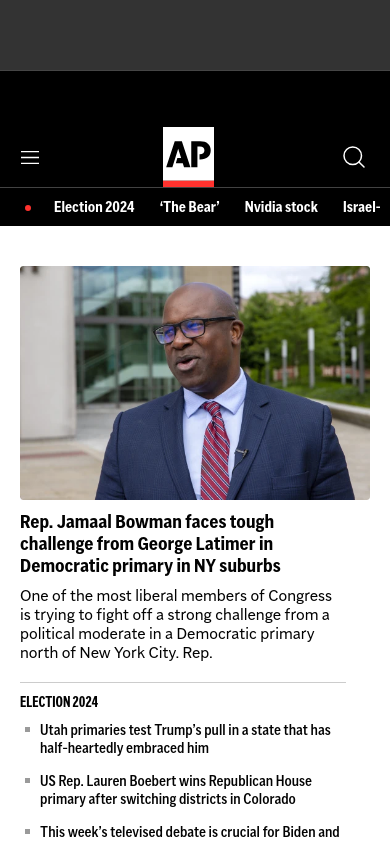 AP
Election 2024 ‘The Bear’ Nvidia stock Israel-
Rep. Jamaal Bowman faces tough
challenge from George Latimer in
Democratic primary in NY suburbs
One of the most liberal members of Congress
is trying to fight off a strong challenge from a
political moderate in a Democratic primary
north of New York City. Rep.
ELECTION 2024
Utah primaries test Trump’s pull in a state that has
half-heartedly embraced him
US Rep. Lauren Boebert wins Republican House
primary after switching districts in Colorado
This week’s televised debate is crucial for Biden and